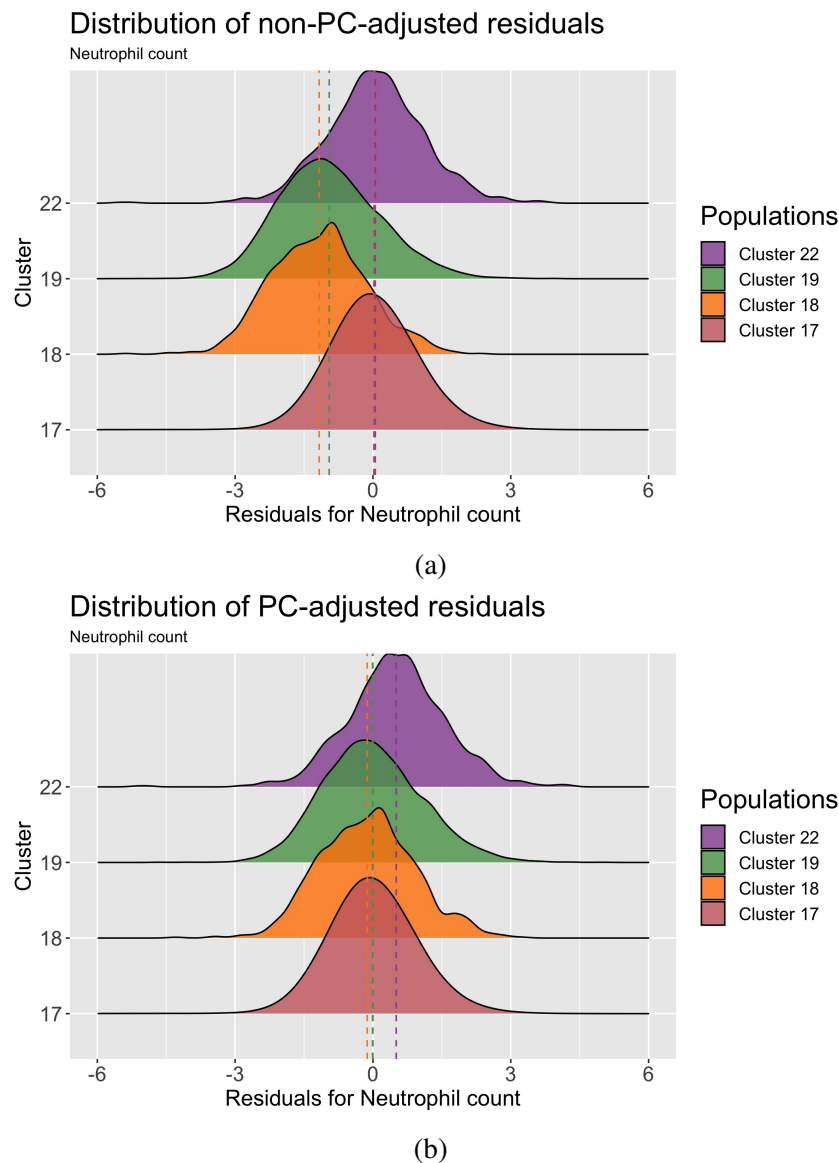 Distribution of non-PC-adjusted residuals
Neutrophil count
Cluster
22
19
18
17
-6
-3
0
3
6
Residuals for Neutrophil count
Populations
Cluster 22
Cluster 19
Cluster 18
Cluster 17
(a)
Distribution of PC-adjusted residuals
Neutrophil count
Cluster
22
19
18
17
-6
-3
0
3
6
Residuals for Neutrophil count
Populations
Cluster 22
Cluster 19
Cluster 18
Cluster 17
(b)